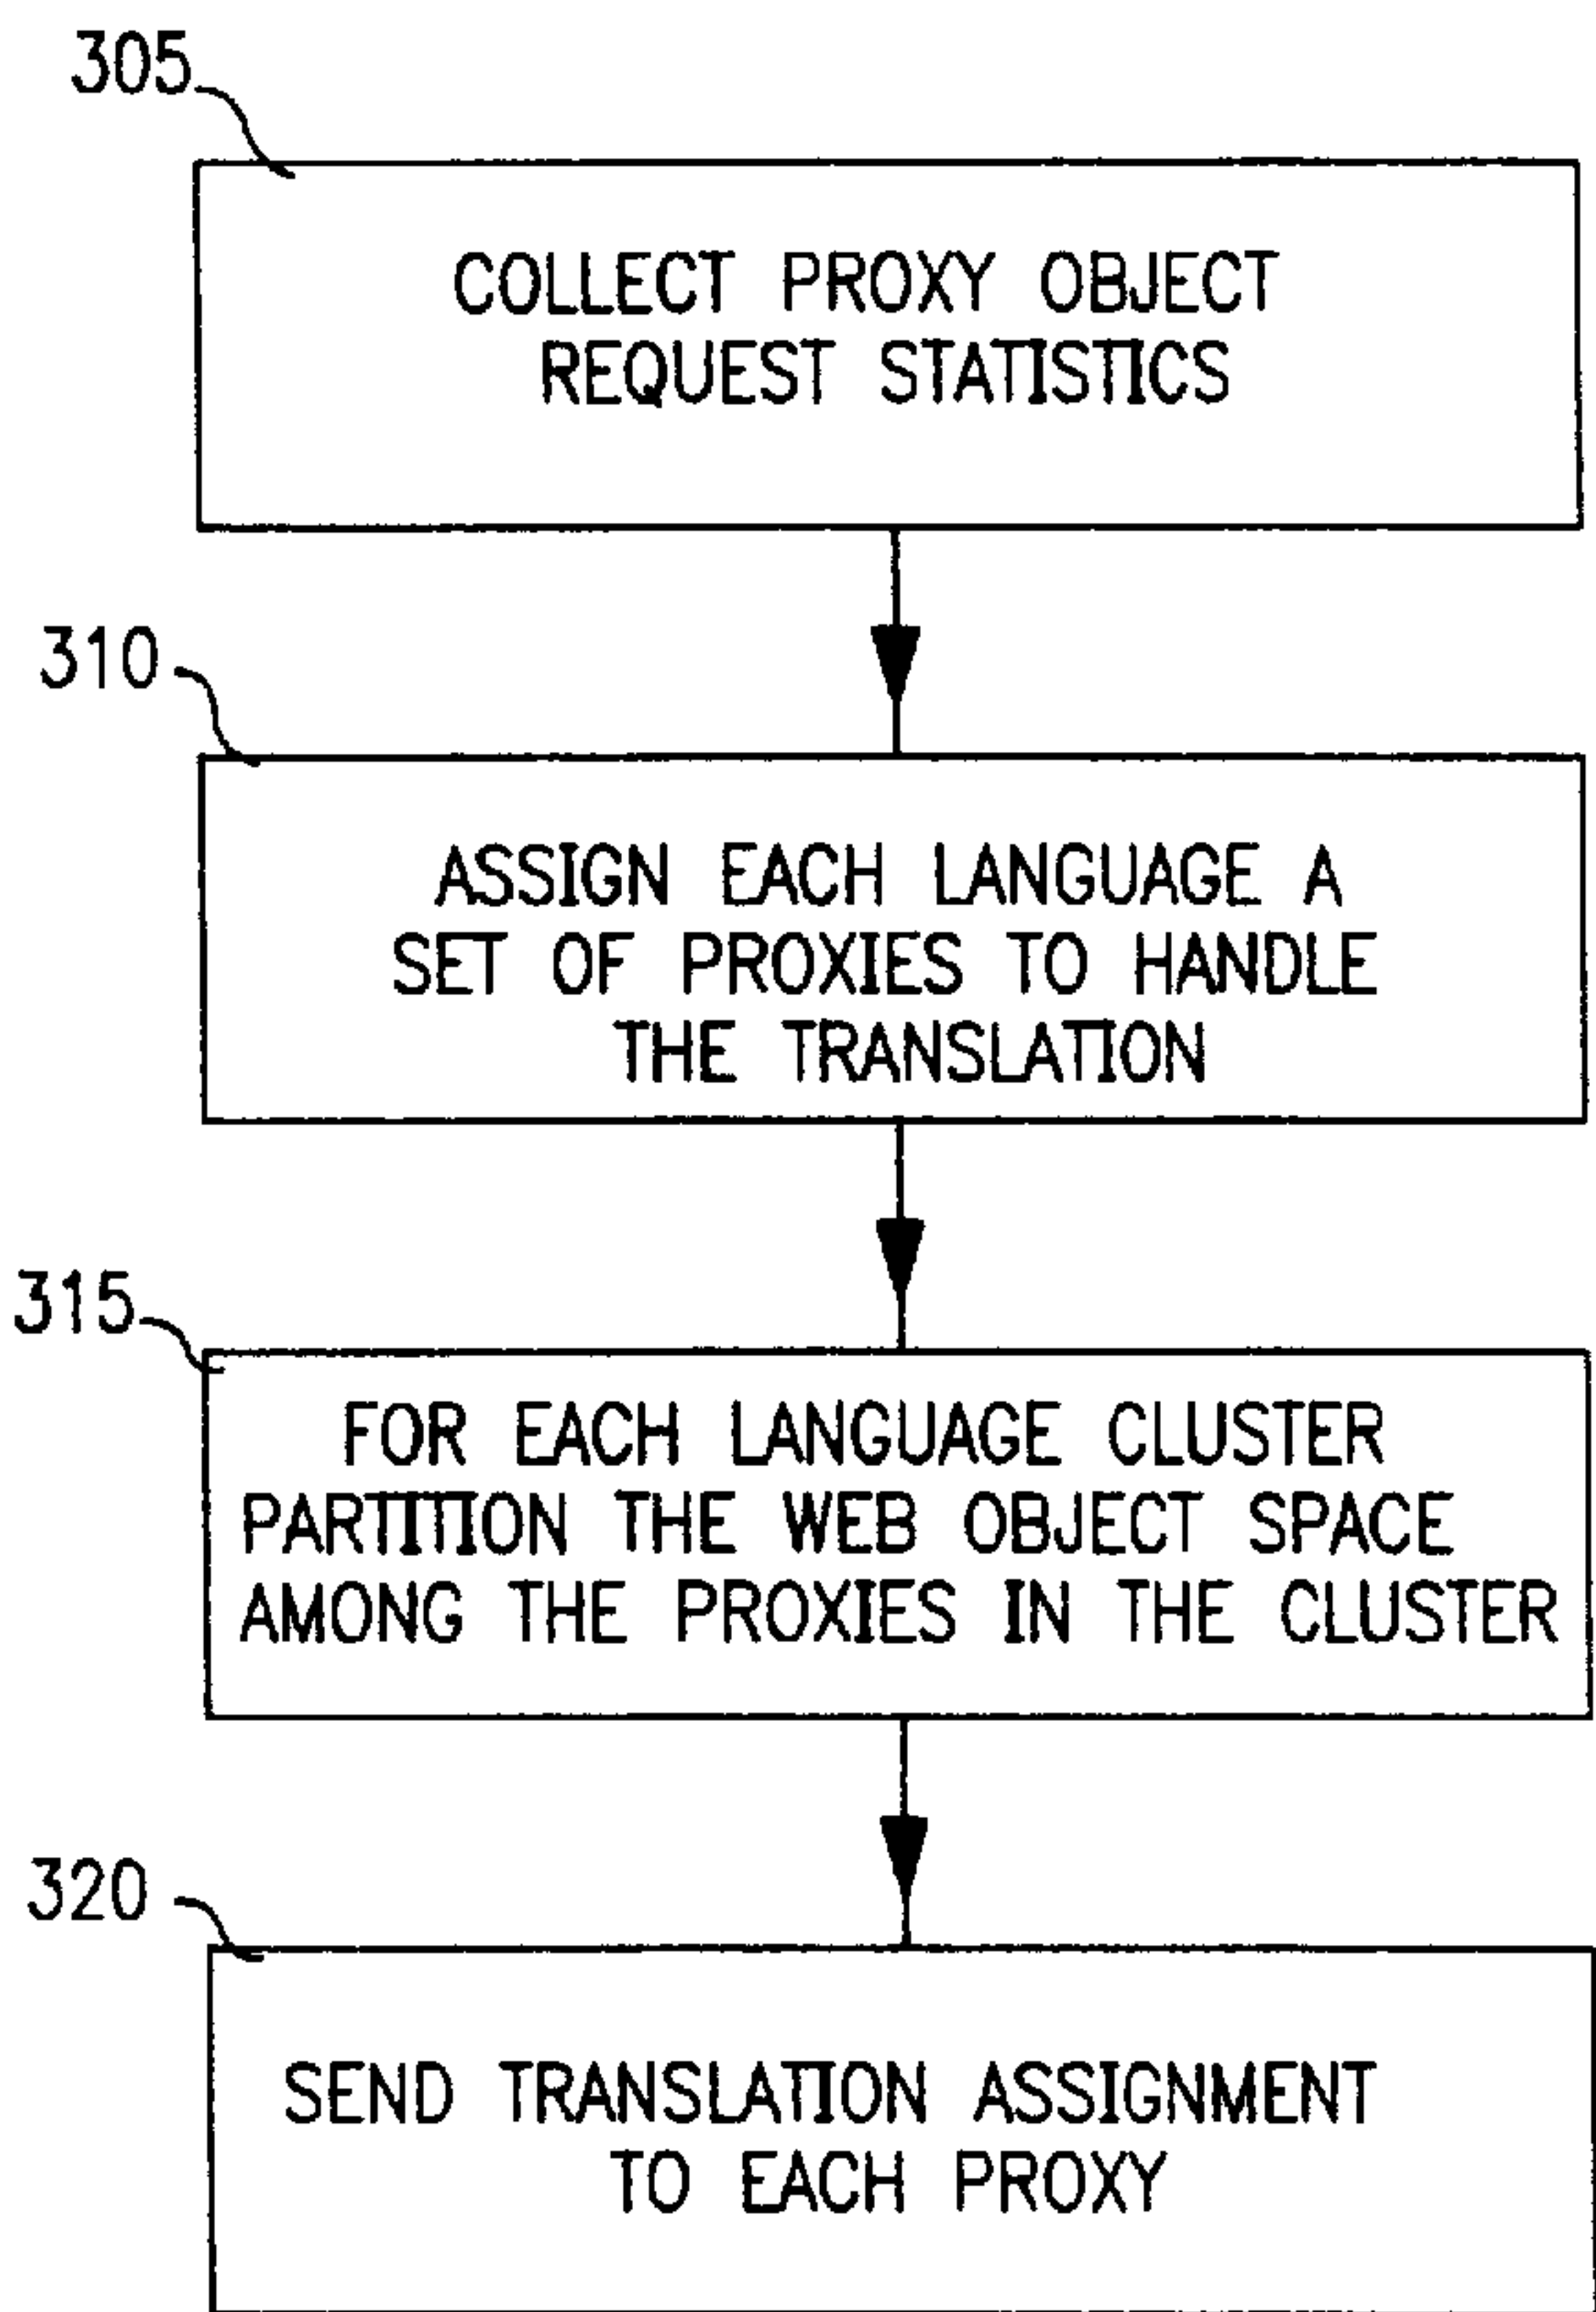 305
COLLECT PROXY OBJECT
REQUEST STATISTICS
310
ASSIGN EACH LANGUAGE A
SET OF PROXIES TO HANDLE
THE TRANSLATION
315
FOR EACH LANGUAGE CLUSTER
PARTITION THE WEB OBJECT SPACE
AMONG THE PROXIES IN THE CLUSTER
320
SEND TRANSLATION ASSIGNMENT
TO EACH PROXY